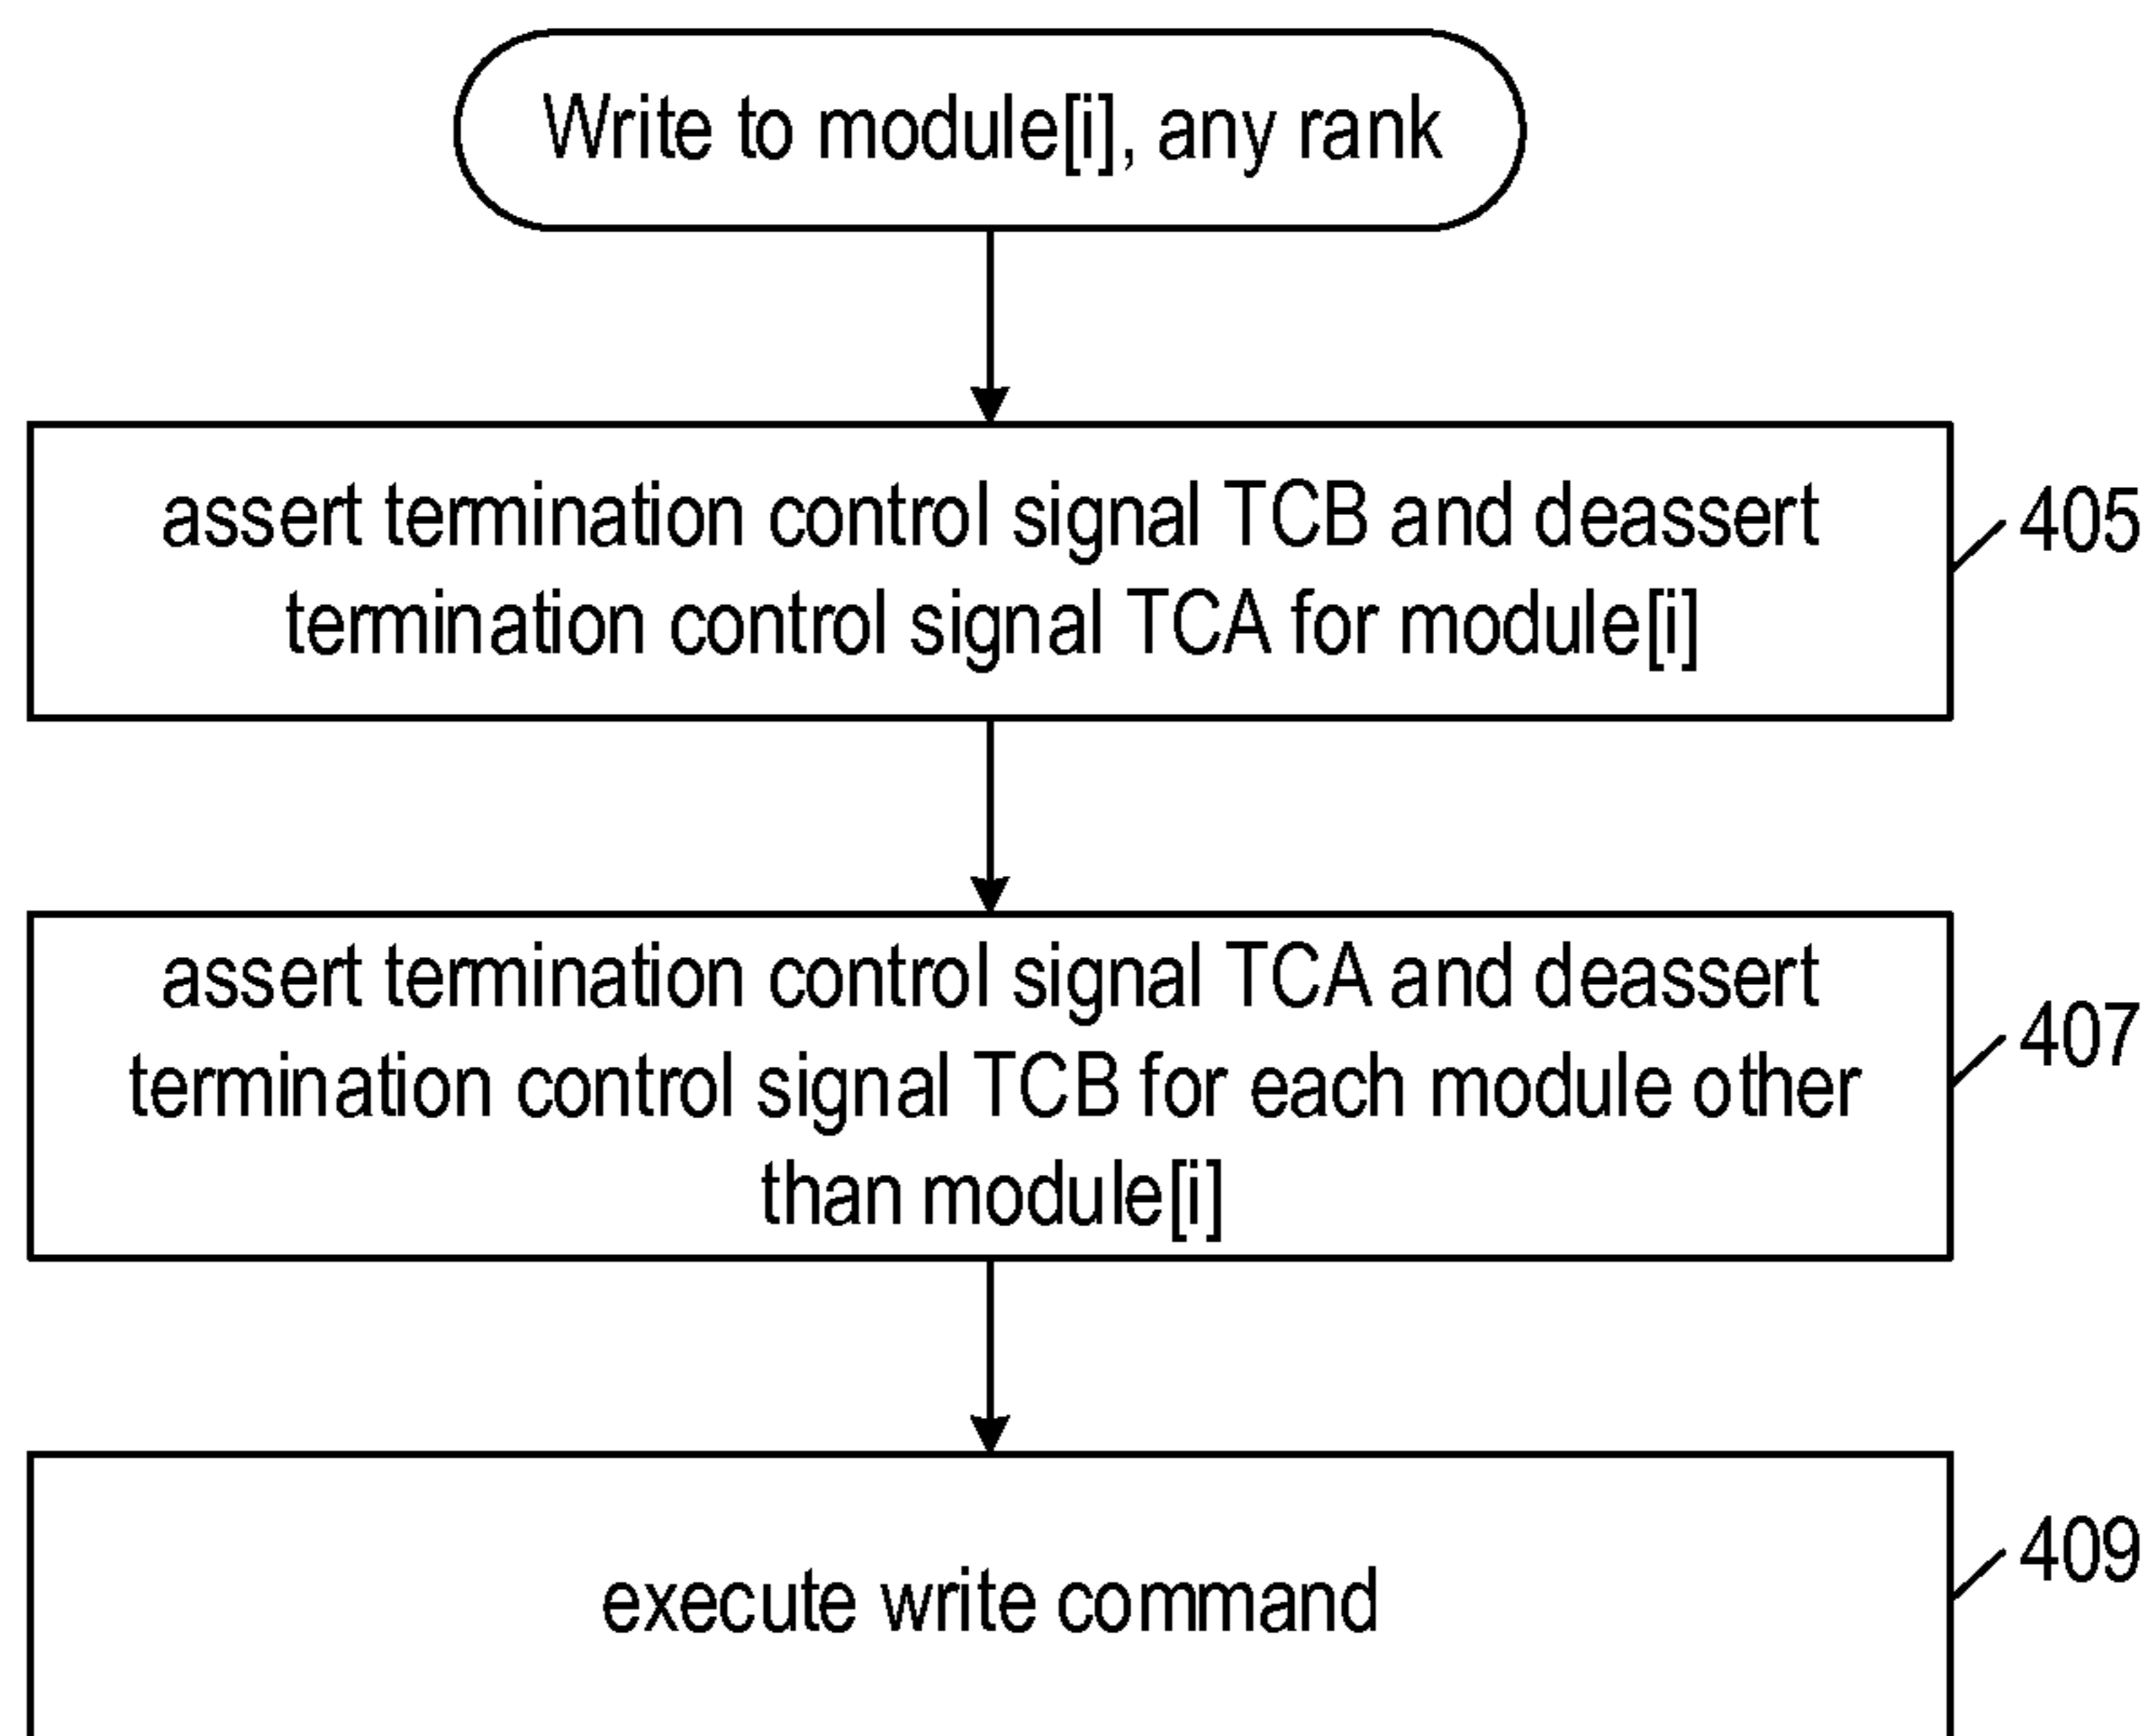 Write to module[i], any rank
assert termination control signal TCB and deassert
termination control signal TCA for module[i]
405
assert termination control signal TCA and deassert
termination control signal TCB for each module other
than module[i]
407
execute write command
409